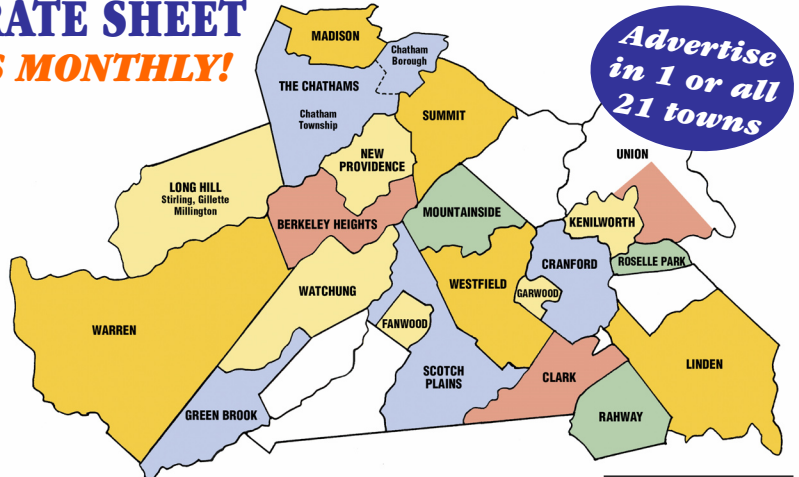 RATE SHEET
S MONTHLY!
Advertise
in 1 or all
21 towns
MADISON
Chatham
Borough
THE CHATHAMS
Chatham
Township
SUMMIT
NEW
PROVIDENCE
UNION
LONG HILL
Stirling, Gillette
Millington
BERKELEY HEIGHTS
MOUNTAINSIDE
KENILWORTH
CRANFORD
ROSELLE PARK
WATCHUNG
WESTFIELD
GARWOOD
WARREN
FANWOOD
SCOTCH
PLAINS
CLARK
LINDEN
GREEN BROOK
RAHWAY